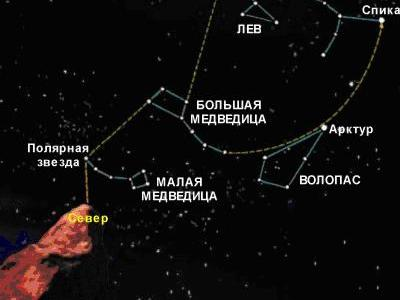 Спика
ЛЕВ
БОЛЬШАЯ
МЕДВЕДИЦА
Арктур
Полярная
звезда
МАЛАЯ
МЕДВЕДИЦА
ВОЛОПАС
Север